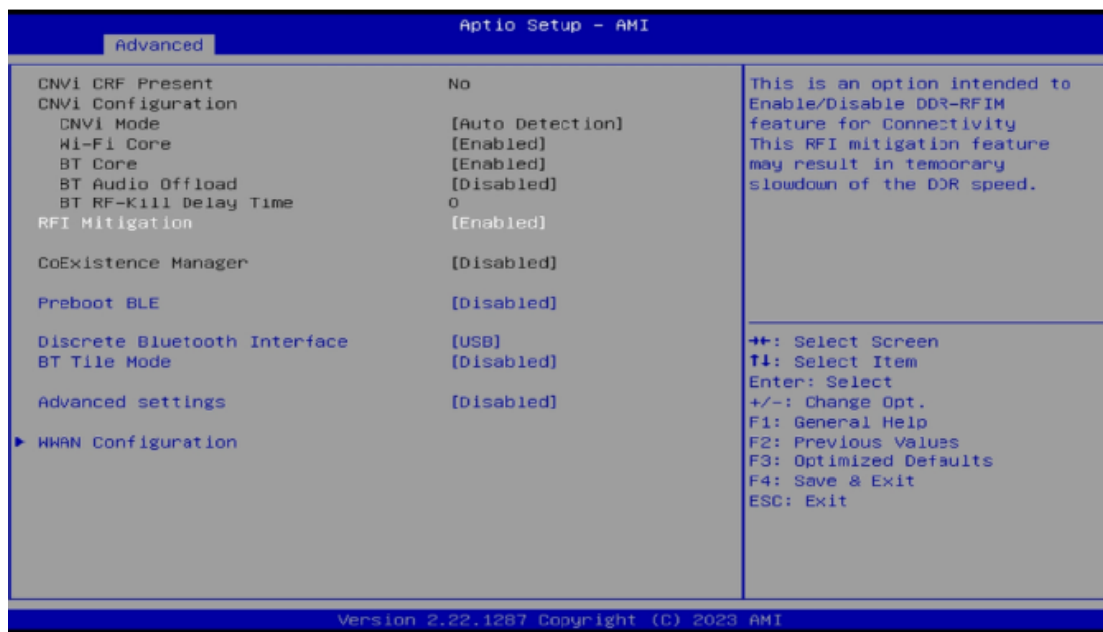 Aptio Setup – AMI
Advanced
CNVi CRF Present No
CNVi Configuration
CNVi Mode [Auto Detection]
Wi-Fi Core [Enabled]
BT Core [Enabled]
BT Audio Offload [Disabled]
BT RF-Kill Delay Time 0
RFI Mitigation [Enabled]
CoExistence Manager [Disabled]
Preboot BLE [Disabled]
Discrete Bluetooth Interface [USB]
BT Tile Mode [Disabled]
Advanced settings [Disabled]
► WWAN Configuration
This is an option intended to
Enable/Disable DDR-RFIM
feature for Connectivity
This RFI mitigation feature
may result in temporary
slowdown of the DDR speed.
→←: Select Screen
↑↓: Select Item
Enter: Select
+/-: Change Opt.
F1: General Help
F2: Previous Values
F3: Optimized Defaults
F4: Save & Exit
ESC: Exit
Version 2.22.1287 Copyright (C) 2023 AMI